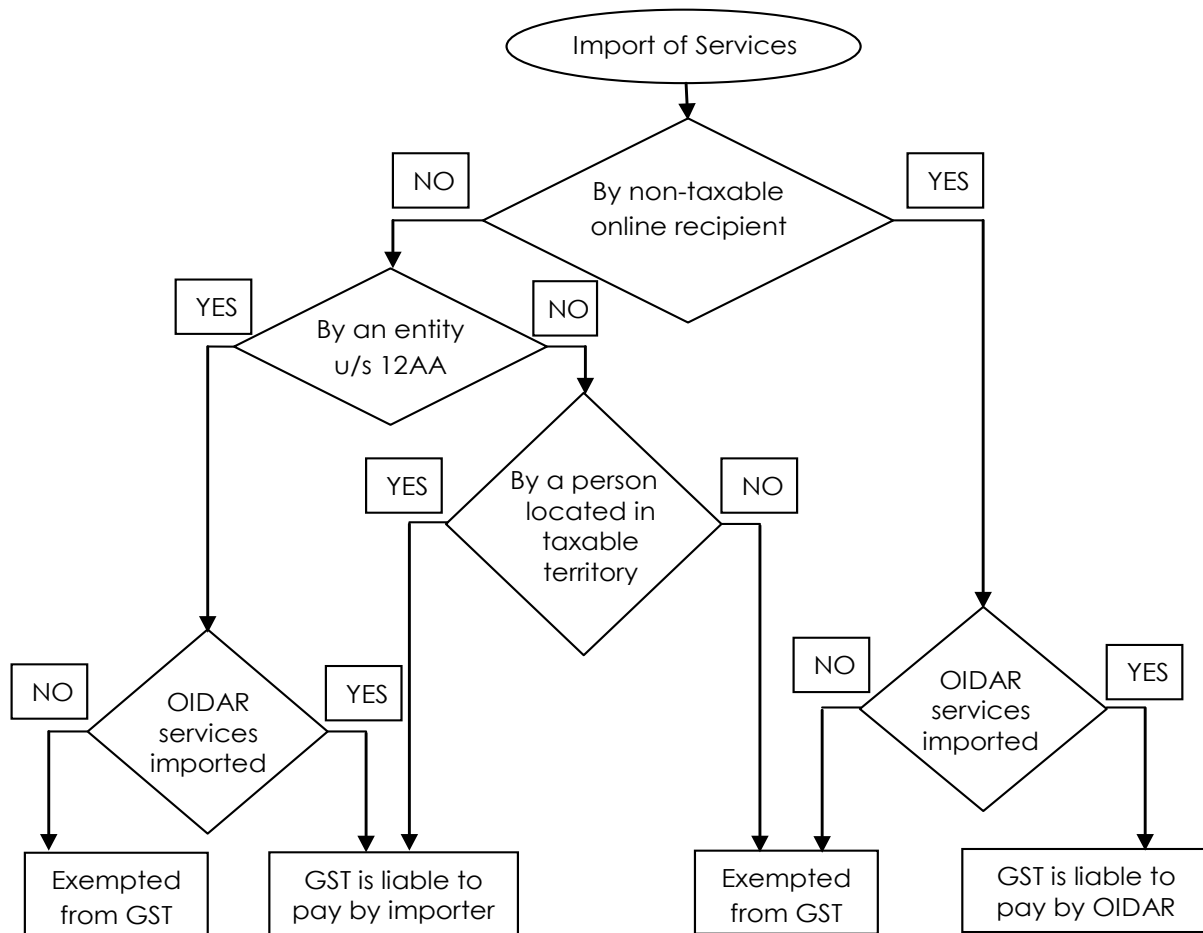 Import of Services
NO
YES
By non-taxable
online recipient
YES
NO
By an entity
u/s 12AA
YES
NO
By a person
located in
taxable
territory
NO
YES
OIDAR
services
imported
NO
YES
OIDAR
services
imported
Exempted
from GST
GST is liable to
pay by importer
Exempted
from GST
GST is liable to
pay by OIDAR